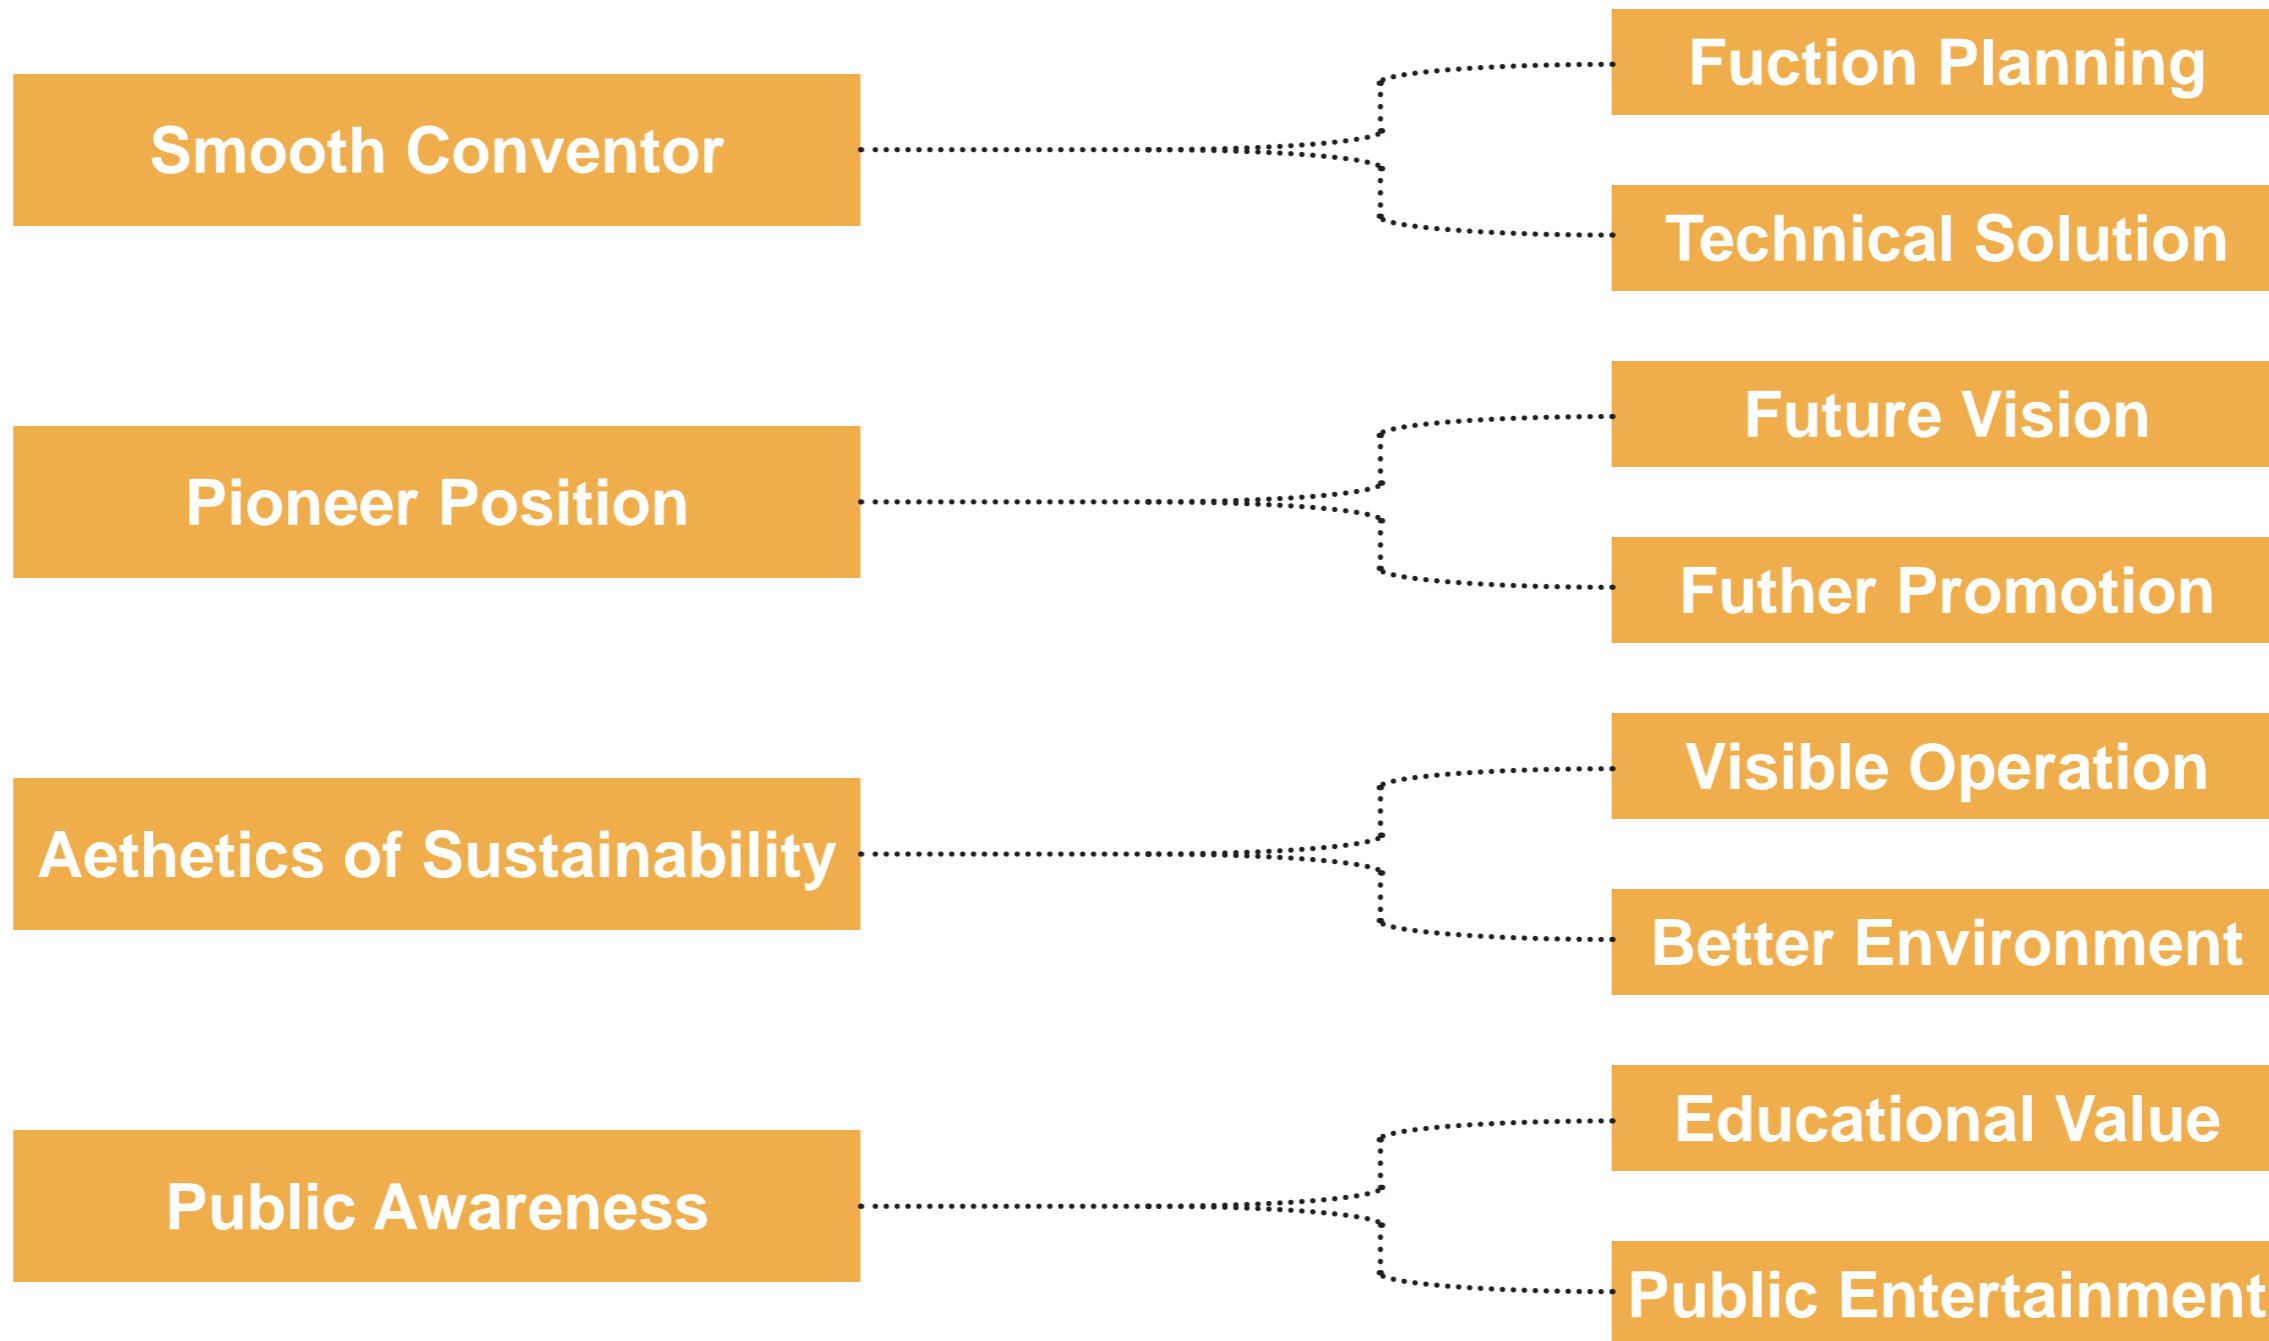 Smooth Conventor
Fuction Planning
Technical Solution
Pioneer Position
Future Vision
Futher Promotion
Aethetics of Sustainability
Visible Operation
Better Environment
Public Awareness
Educational Value
Public Entertainment